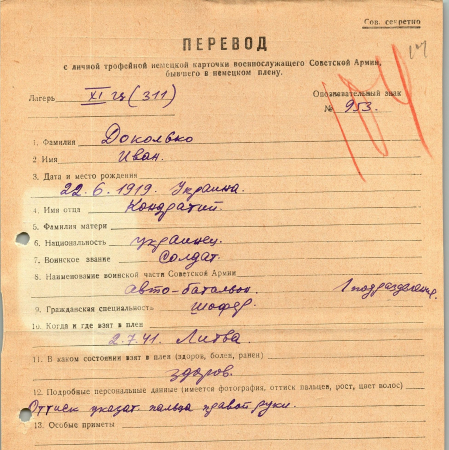 Сов. секретно
ПЕРЕВОД
с личной трофейной немецкой карточки военнослужащего Советской Армии,
бывшего в немецком плену.
Лагерь XI (311) Опознавательный знак
№ 953.
1. Фамилия Доколько
2 Имя Иван.
3. Дата и место рождения
22.6.1919. Украина.
4. Имя отца Кондратий.
5. Фамилия матери
6. Национальность украинец.
7. Воинское звание Солдат.
8. Наименование воинской части Советской Армии
авто-батальон. 1 подразделение.
9. Гражданская специальность шофер.
10. Когда и где взят в плен
2.7.41. Литва
11. В каком состоянии взят в плен (здоров, болен, ранен)
здоров.
12. Подробные персональные данные (имеется фотография, оттиск пальцев, рост, цвет волос)
Оттиск указат. пальца правой руки.
13. Особые приметы